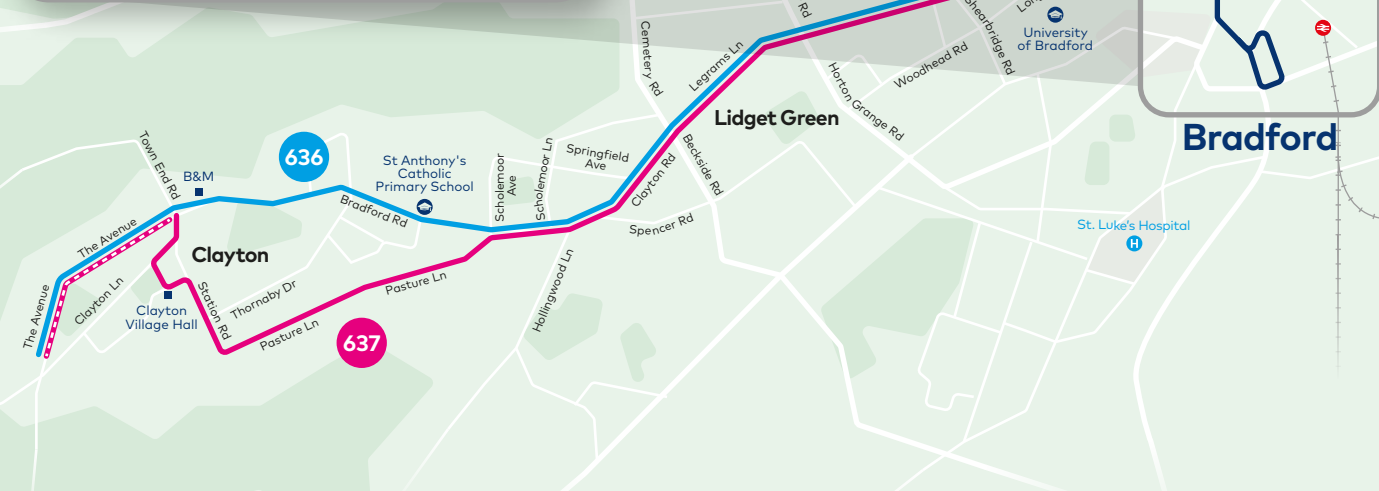 Rd
Shearbridge Rd
University
of Bradford
Cemetery Rd
Legrams Ln
Woodhead Rd
Horton Grange Rd
Lidget Green
Bradford
Town End Rd
636
B&M
St Anthony's
Catholic
Primary School
Scholemoor
Ave
Scholemoor Ln
Springfield
Ave
Clayton Rd
Beckside Rd
Bradford Rd
Spencer Rd
St. Luke's Hospital
H
The Avenue
Clayton
Pasture Ln
Hollingwood Ln
The Avenue
Clayton Ln
Clayton
Village Hall
Station Rd
Thornaby Dr
Pasture Ln
637